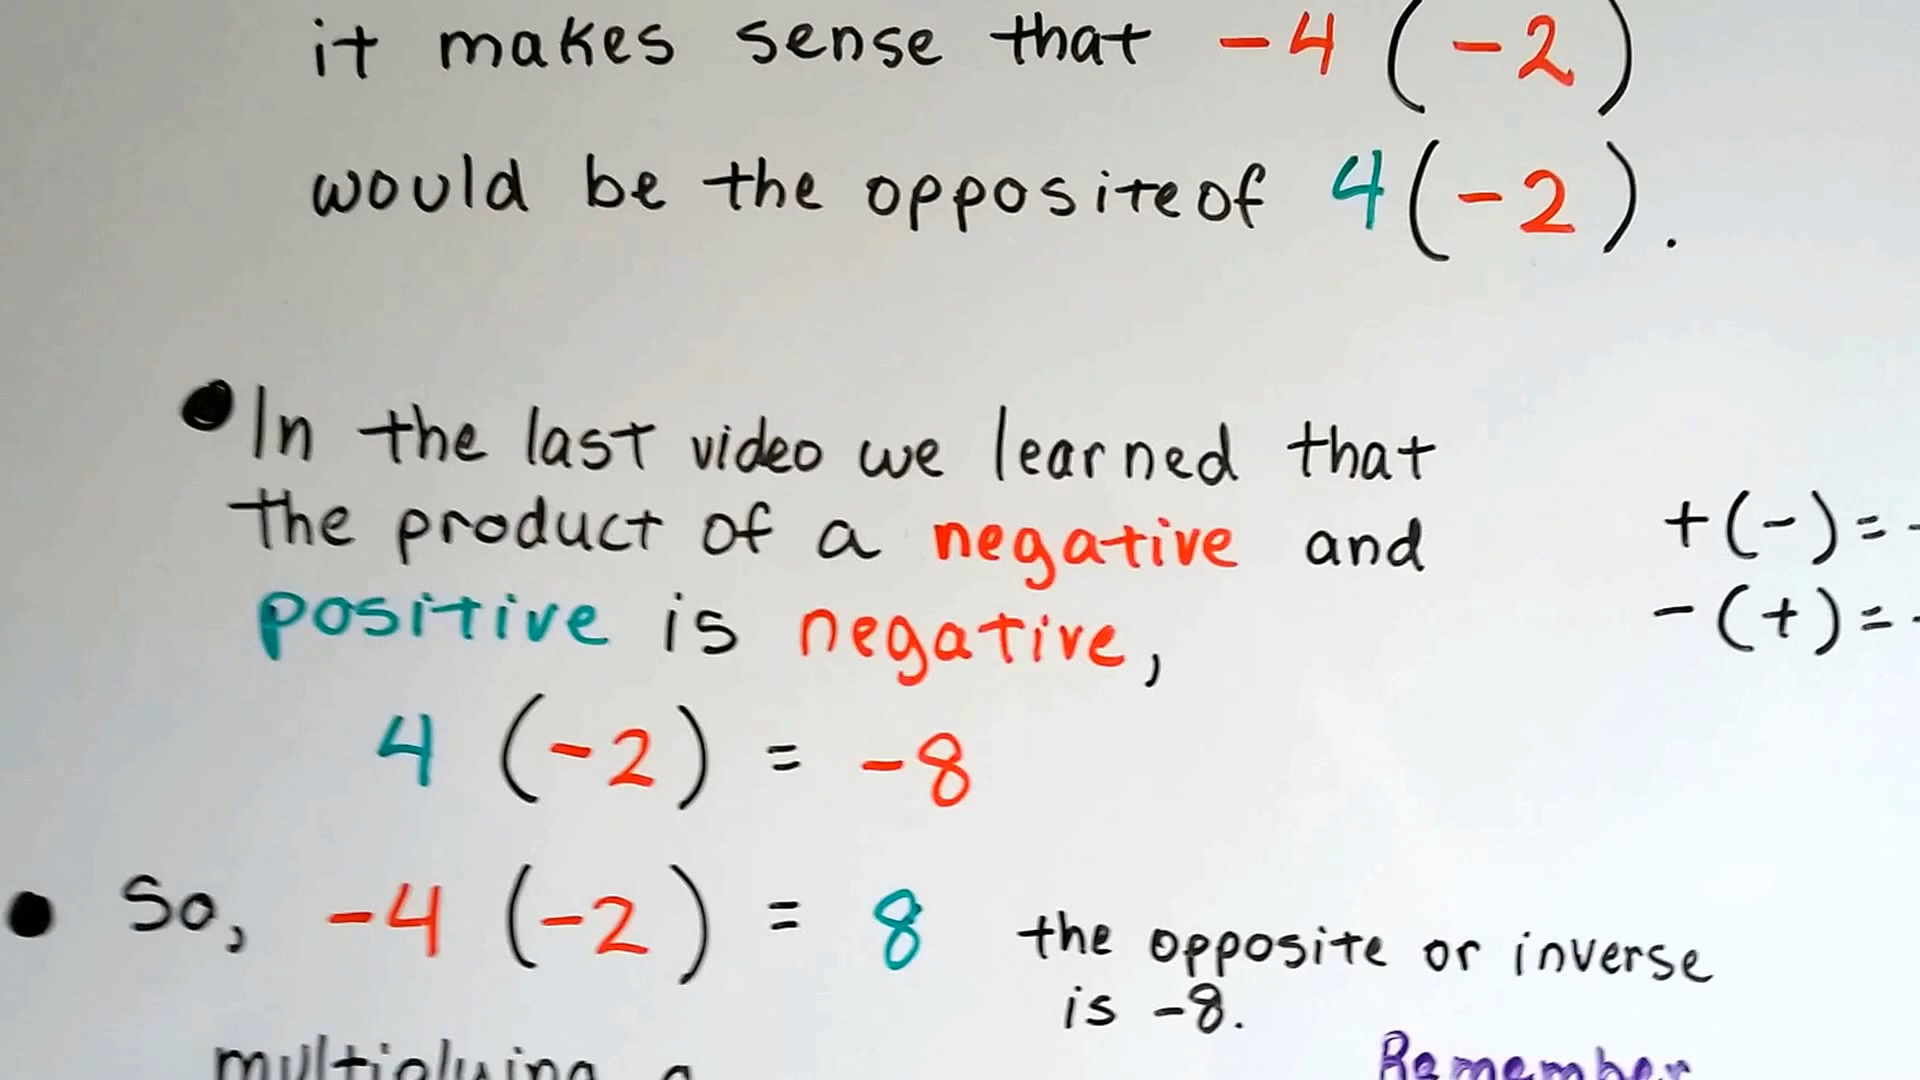 it makes sense that -4(-2)
would be the opposite of 4(-2).
• In the last video we learned that
the product of a negative and
positive is negative,
+(-)=
-(+)=
4(-2) = -8
• So, -4(-2) = 8 the opposite or inverse
is -8.
multiplying a
Remember